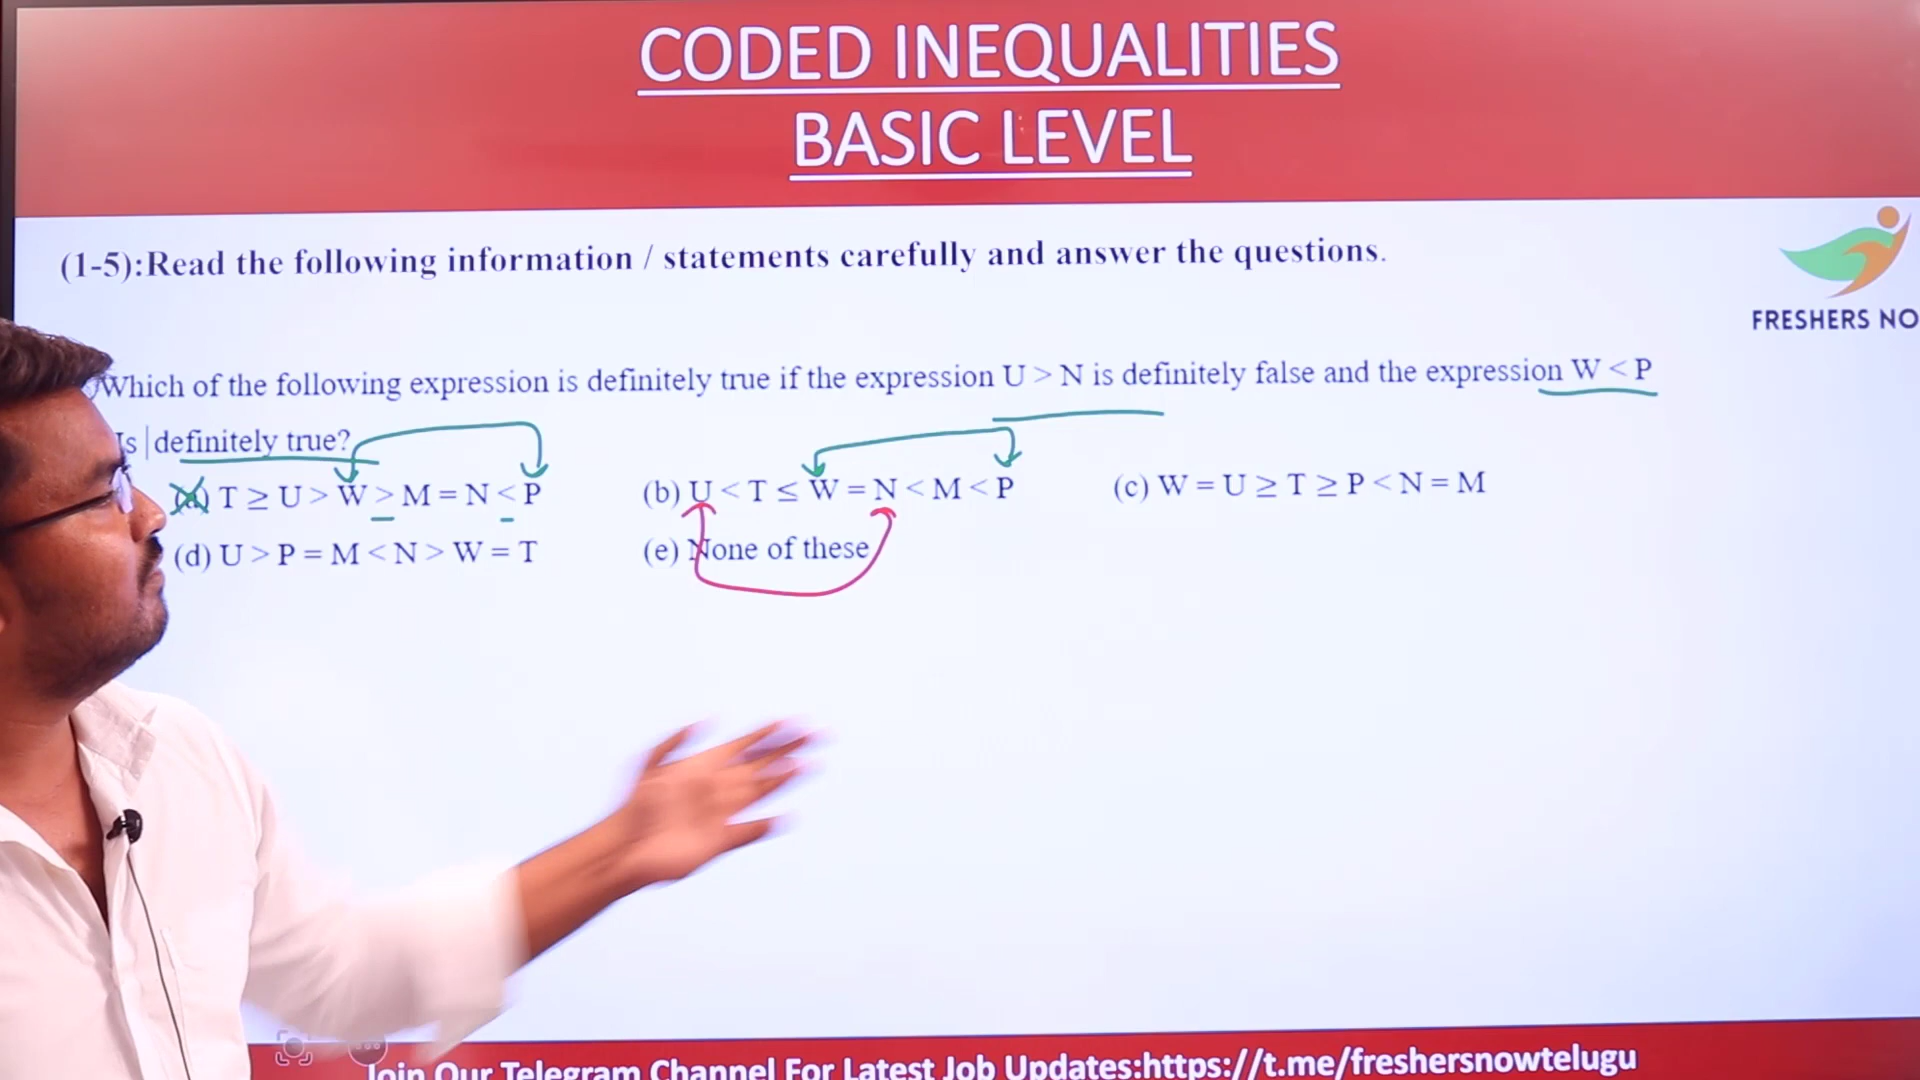 CODED INEQUALITIES
BASIC LEVEL
(1-5):Read the following information / statements carefully and answer the questions.
FRESHERS NO
Which of the following expression is definitely true if the expression U > N is definitely false and the expression W < P
Is definitely true?
(a) T ≥ U > W > M = N < P (b) U < T ≤ W = N < M < P (c) W = U ≥ T ≥ P < N = M
(d) U > P = M < N > W = T (e) None of these
Join Our Telegram Channel For Latest Job Updates:https://t.me/freshersnowtelugu